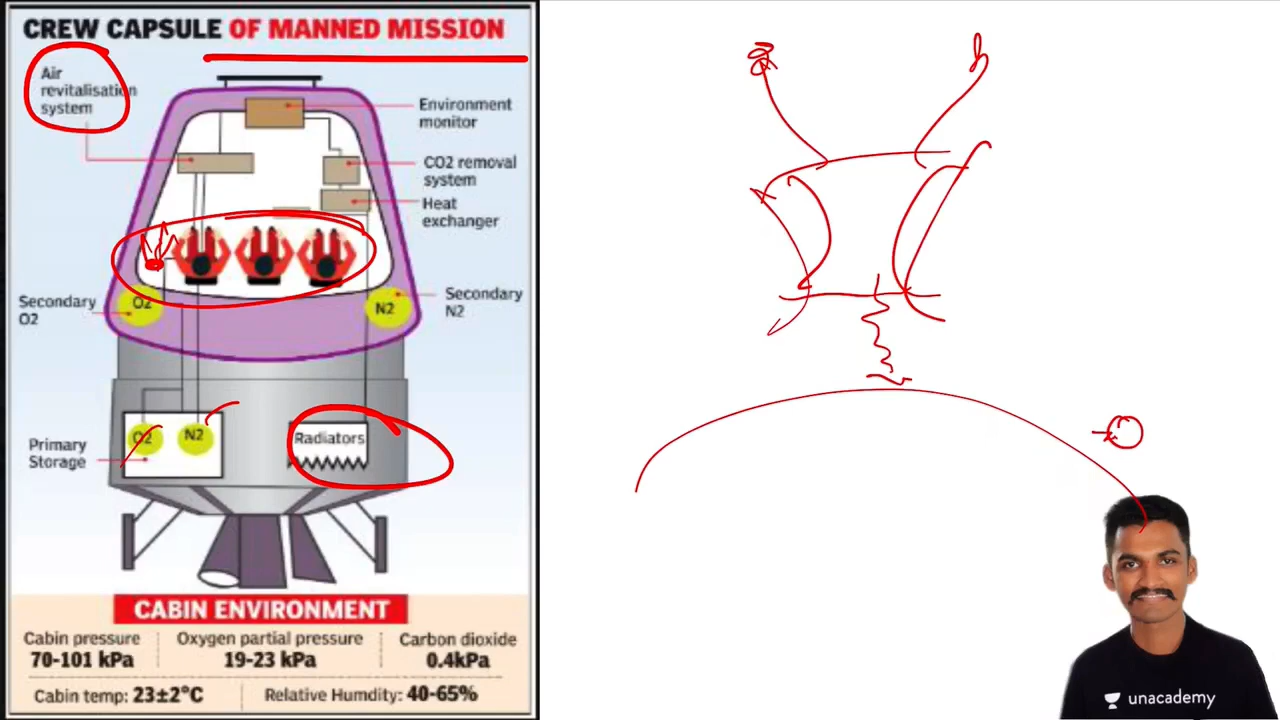 CREW CAPSULE OF MANNED MISSION
Air
revitalisation
system
Environment
monitor
CO2 removal
system
Heat
exchanger
Secondary
O2
O2
N2
Secondary
N2
Primary
Storage
O2
N2
Radiators
CABIN ENVIRONMENT
Cabin pressure
70-101 kPa
Oxygen partial pressure
19-23 kPa
Carbon dioxide
0.4kPa
Cabin temp: 23±2°C
Relative Humdity: 40-65%
unacademy